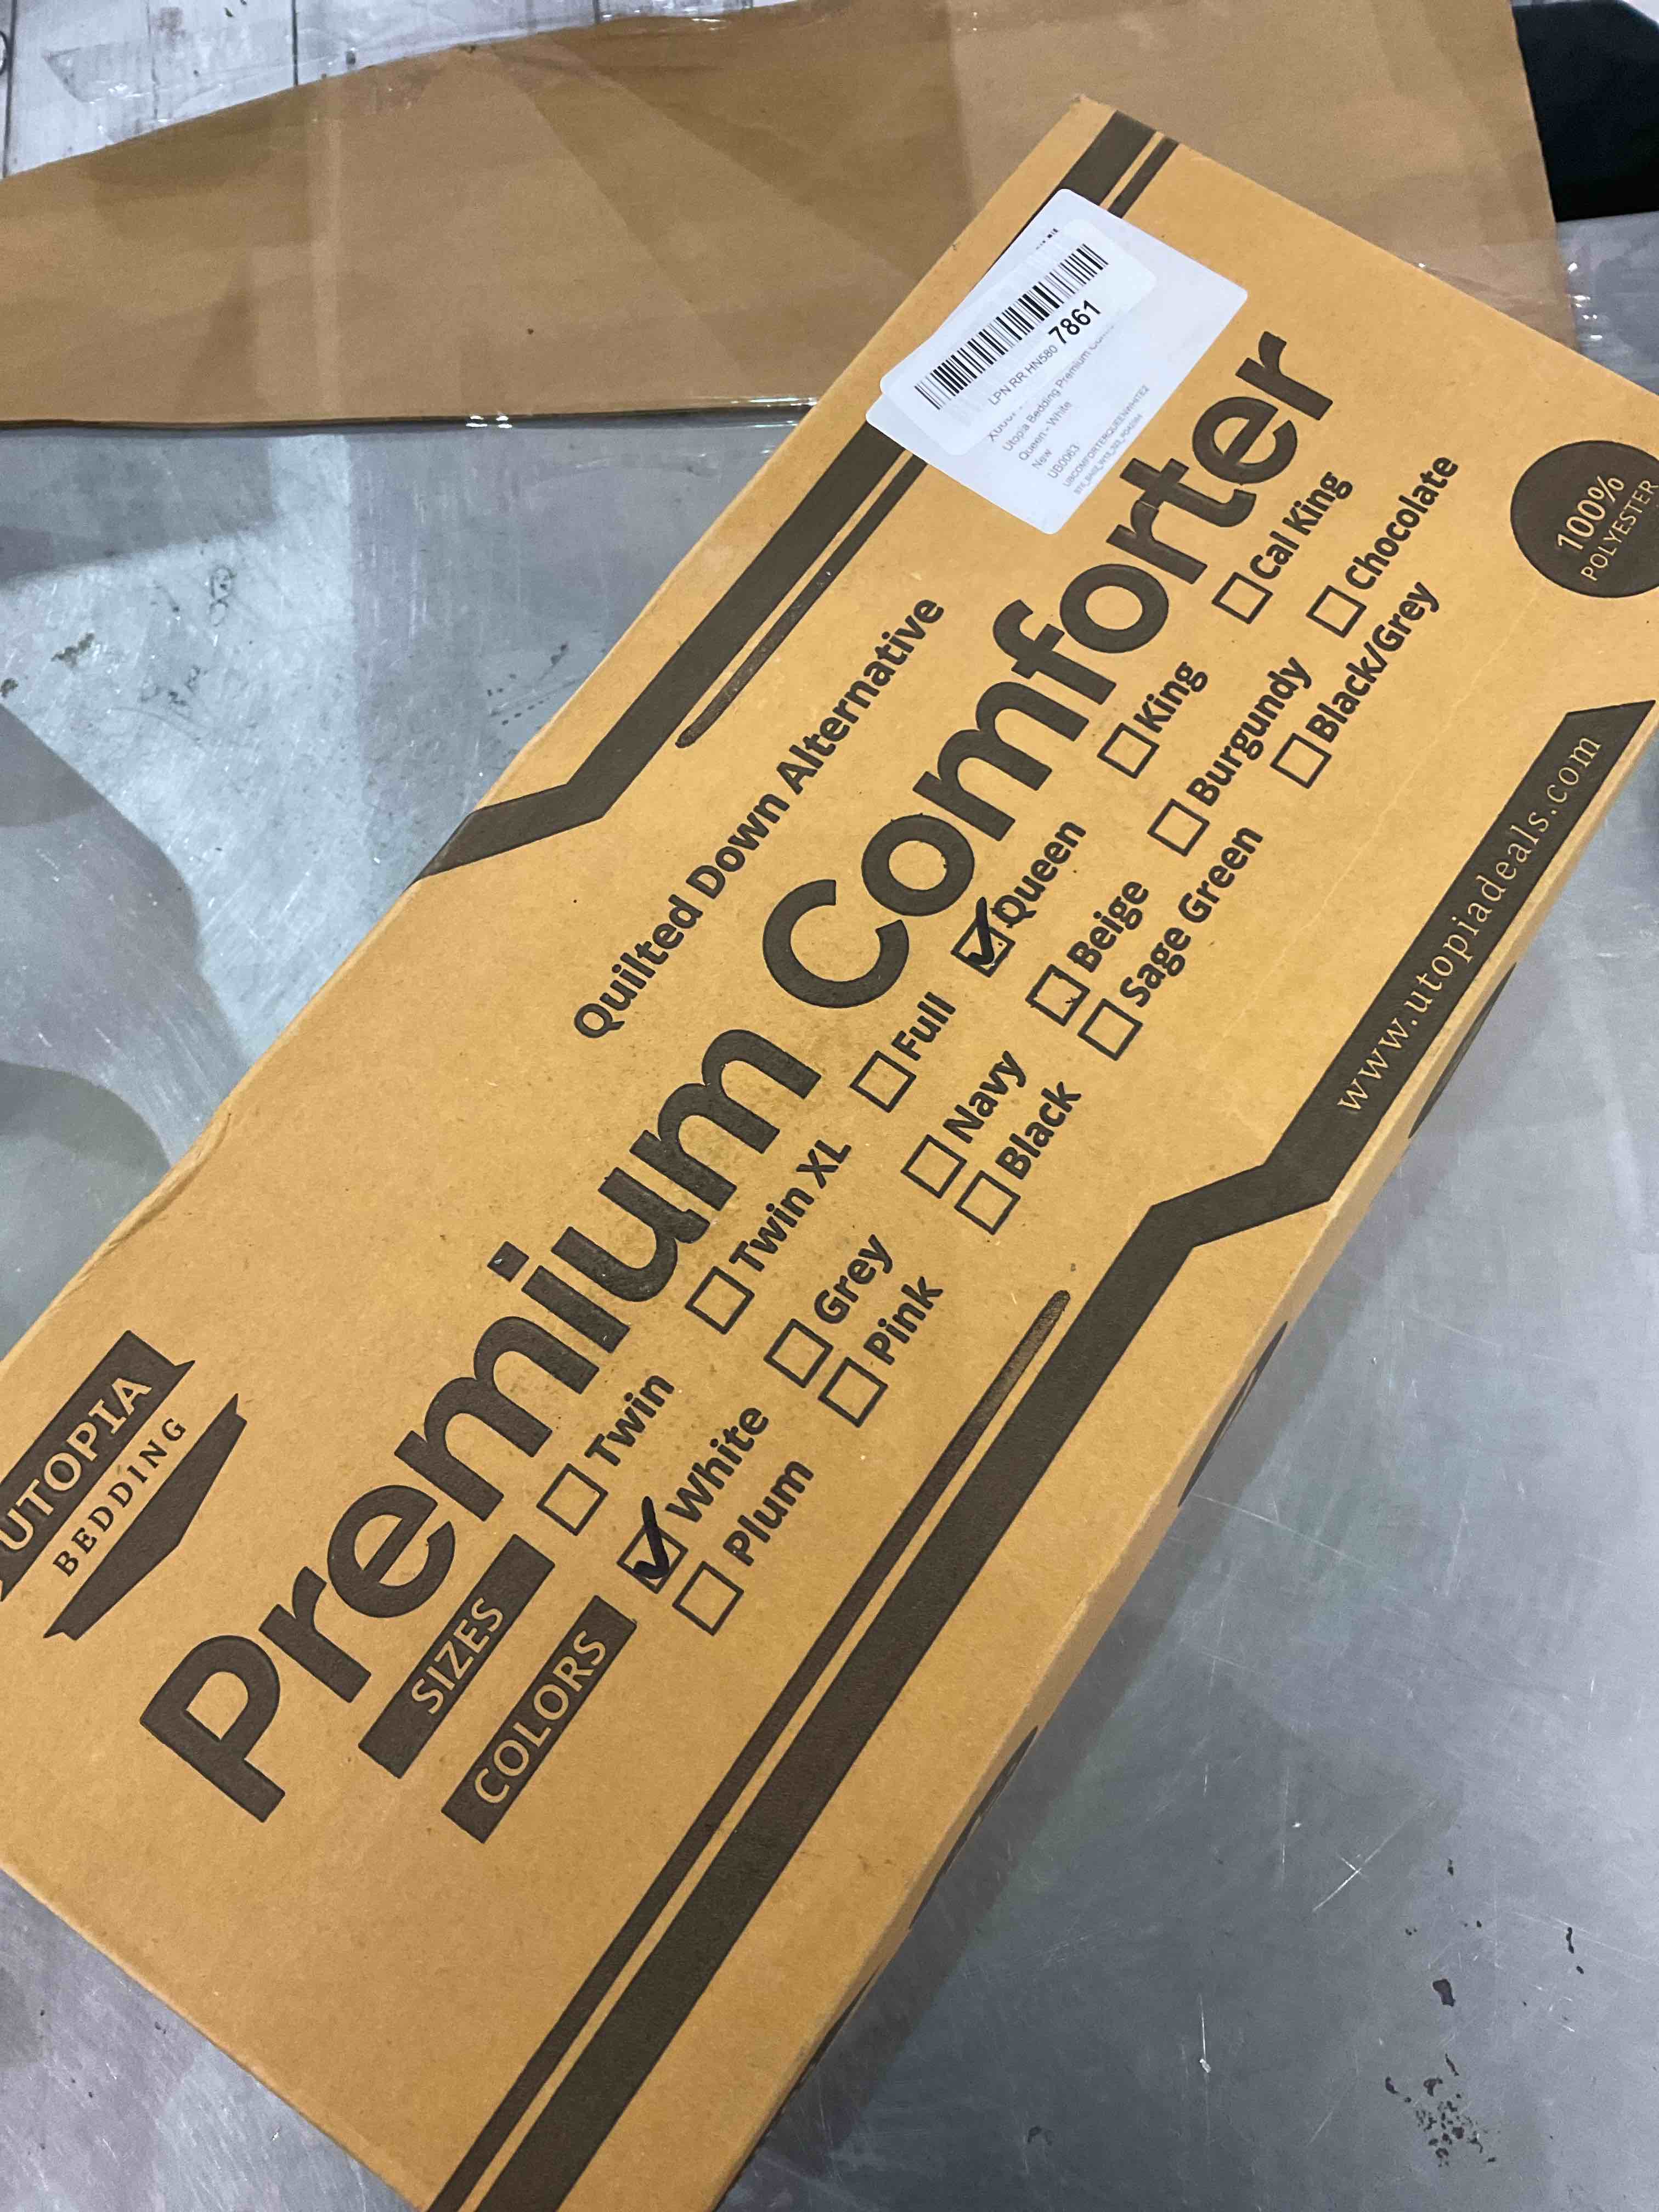 UTOPIA
BEDDING
Quilted Down Alternative
Premium Comforter
SIZES Twin Twin XL Full Queen King Cal King
COLORS White Grey Navy Beige Burgundy Chocolate
Plum Pink Black Sage Green Black/Grey
www.utopiadeals.com
100%
POLYESTER
LPN RR HN580 7861
Utopia Bedding Premium
Queen - White
New
UB0063